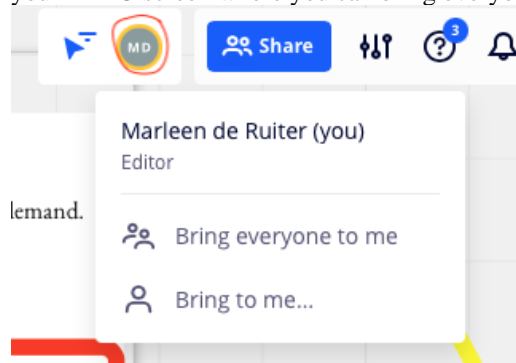 MD
Share
3
Marleen de Ruiter (you)
Editor
lemand.
Bring everyone to me
Bring to me...